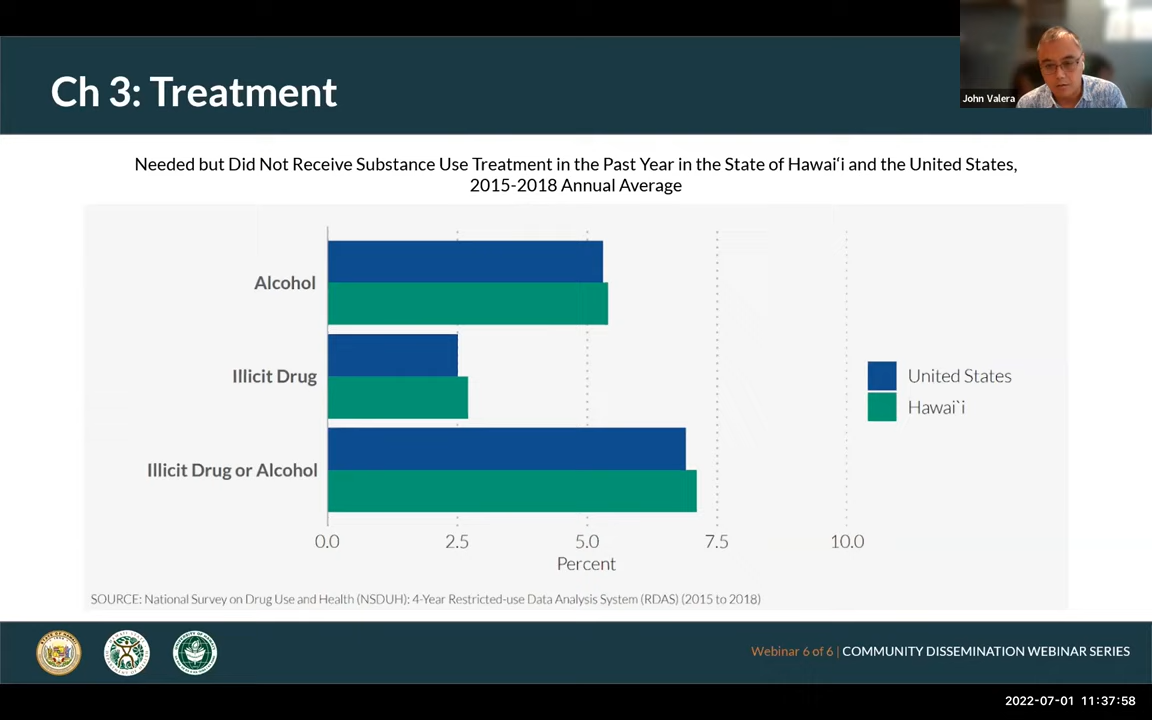 Ch 3: Treatment
John Valera
Needed but Did Not Receive Substance Use Treatment in the Past Year in the State of Hawai‘i and the United States,
2015-2018 Annual Average
Alcohol
Illicit Drug
Illicit Drug or Alcohol
United States
Hawai`i
0.0 2.5 5.0 7.5 10.0
Percent
SOURCE: National Survey on Drug Use and Health (NSDUH): 4-Year Restricted-use Data Analysis System (RDAS) (2015 to 2018)
Webinar 6 of 6 | COMMUNITY DISSEMINATION WEBINAR SERIES
2022-07-01 11:37:58